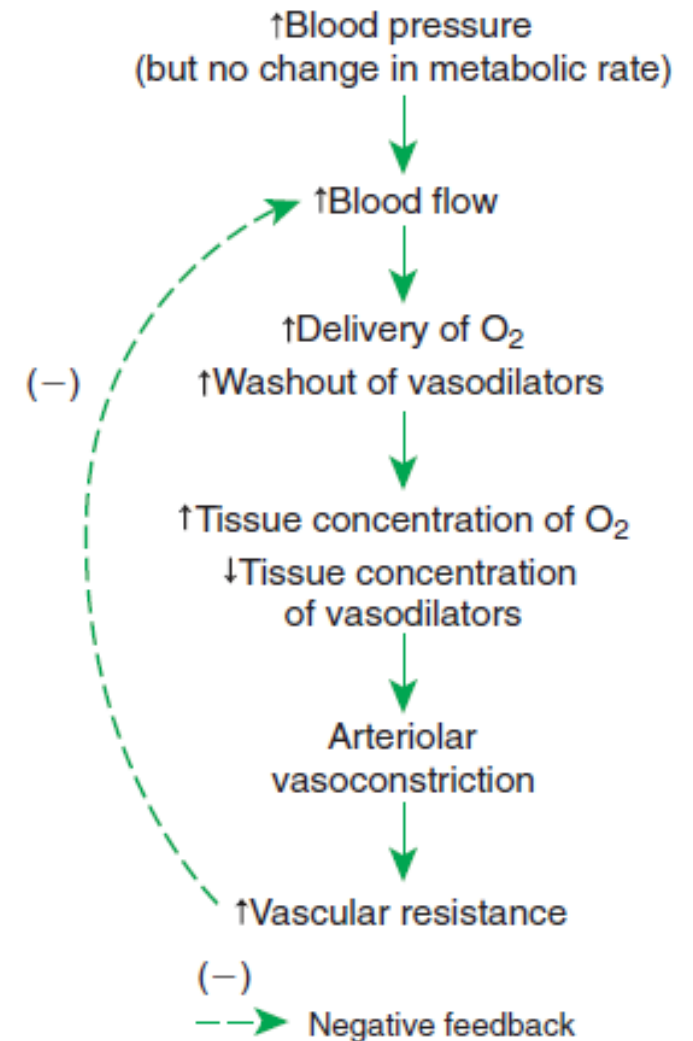 ↑Blood pressure
(but no change in metabolic rate)
↑Blood flow
↑Delivery of O₂
(−)
↑Washout of vasodilators
↑Tissue concentration of O₂
↓Tissue concentration
of vasodilators
Arteriolar
vasoconstriction
↑Vascular resistance
(−)
Negative feedback